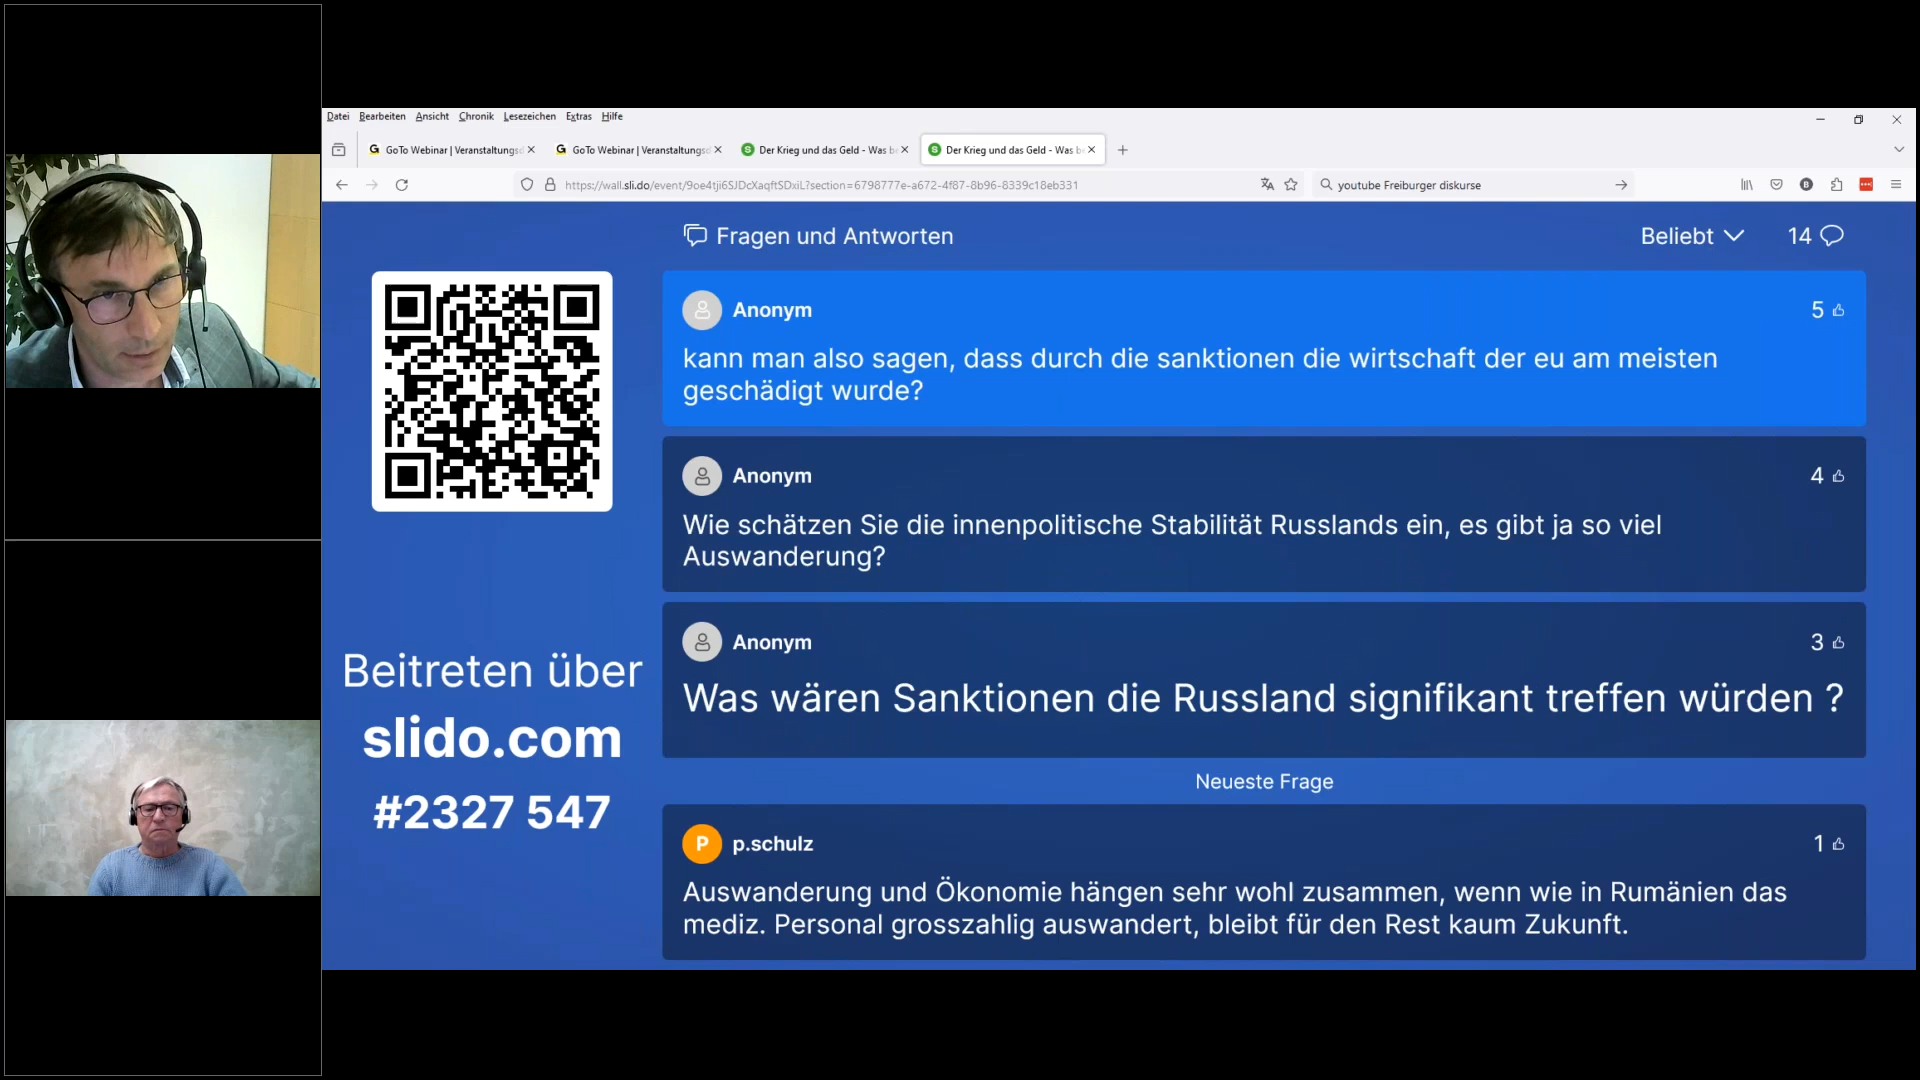 Datei Bearbeiten Ansicht Chronik Lesezeichen Extras Hilfe
GoTo Webinar | Veranstaltungsd
GoTo Webinar | Veranstaltungsd
Der Krieg und das Geld - Was b
Der Krieg und das Geld - Was b
https://wall.sli.do/event/9oe4tji6SJDcXaqftSDxiL?section=6798777e-a672-4f87-8b96-8339c18eb331
youtube Freiburger diskurse
Fragen und Antworten
Beliebt
14
Anonym
5
kann man also sagen, dass durch die sanktionen die wirtschaft der eu am meisten
geschädigt wurde?
Anonym
4
Wie schätzen Sie die innenpolitische Stabilität Russlands ein, es gibt ja so viel
Auswanderung?
Anonym
3
Was wären Sanktionen die Russland signifikant treffen würden ?
Beitreten über
slido.com
#2327 547
Neueste Frage
P
p.schulz
1
Auswanderung und Ökonomie hängen sehr wohl zusammen, wenn wie in Rumänien das
mediz. Personal grosszahlig auswandert, bleibt für den Rest kaum Zukunft.